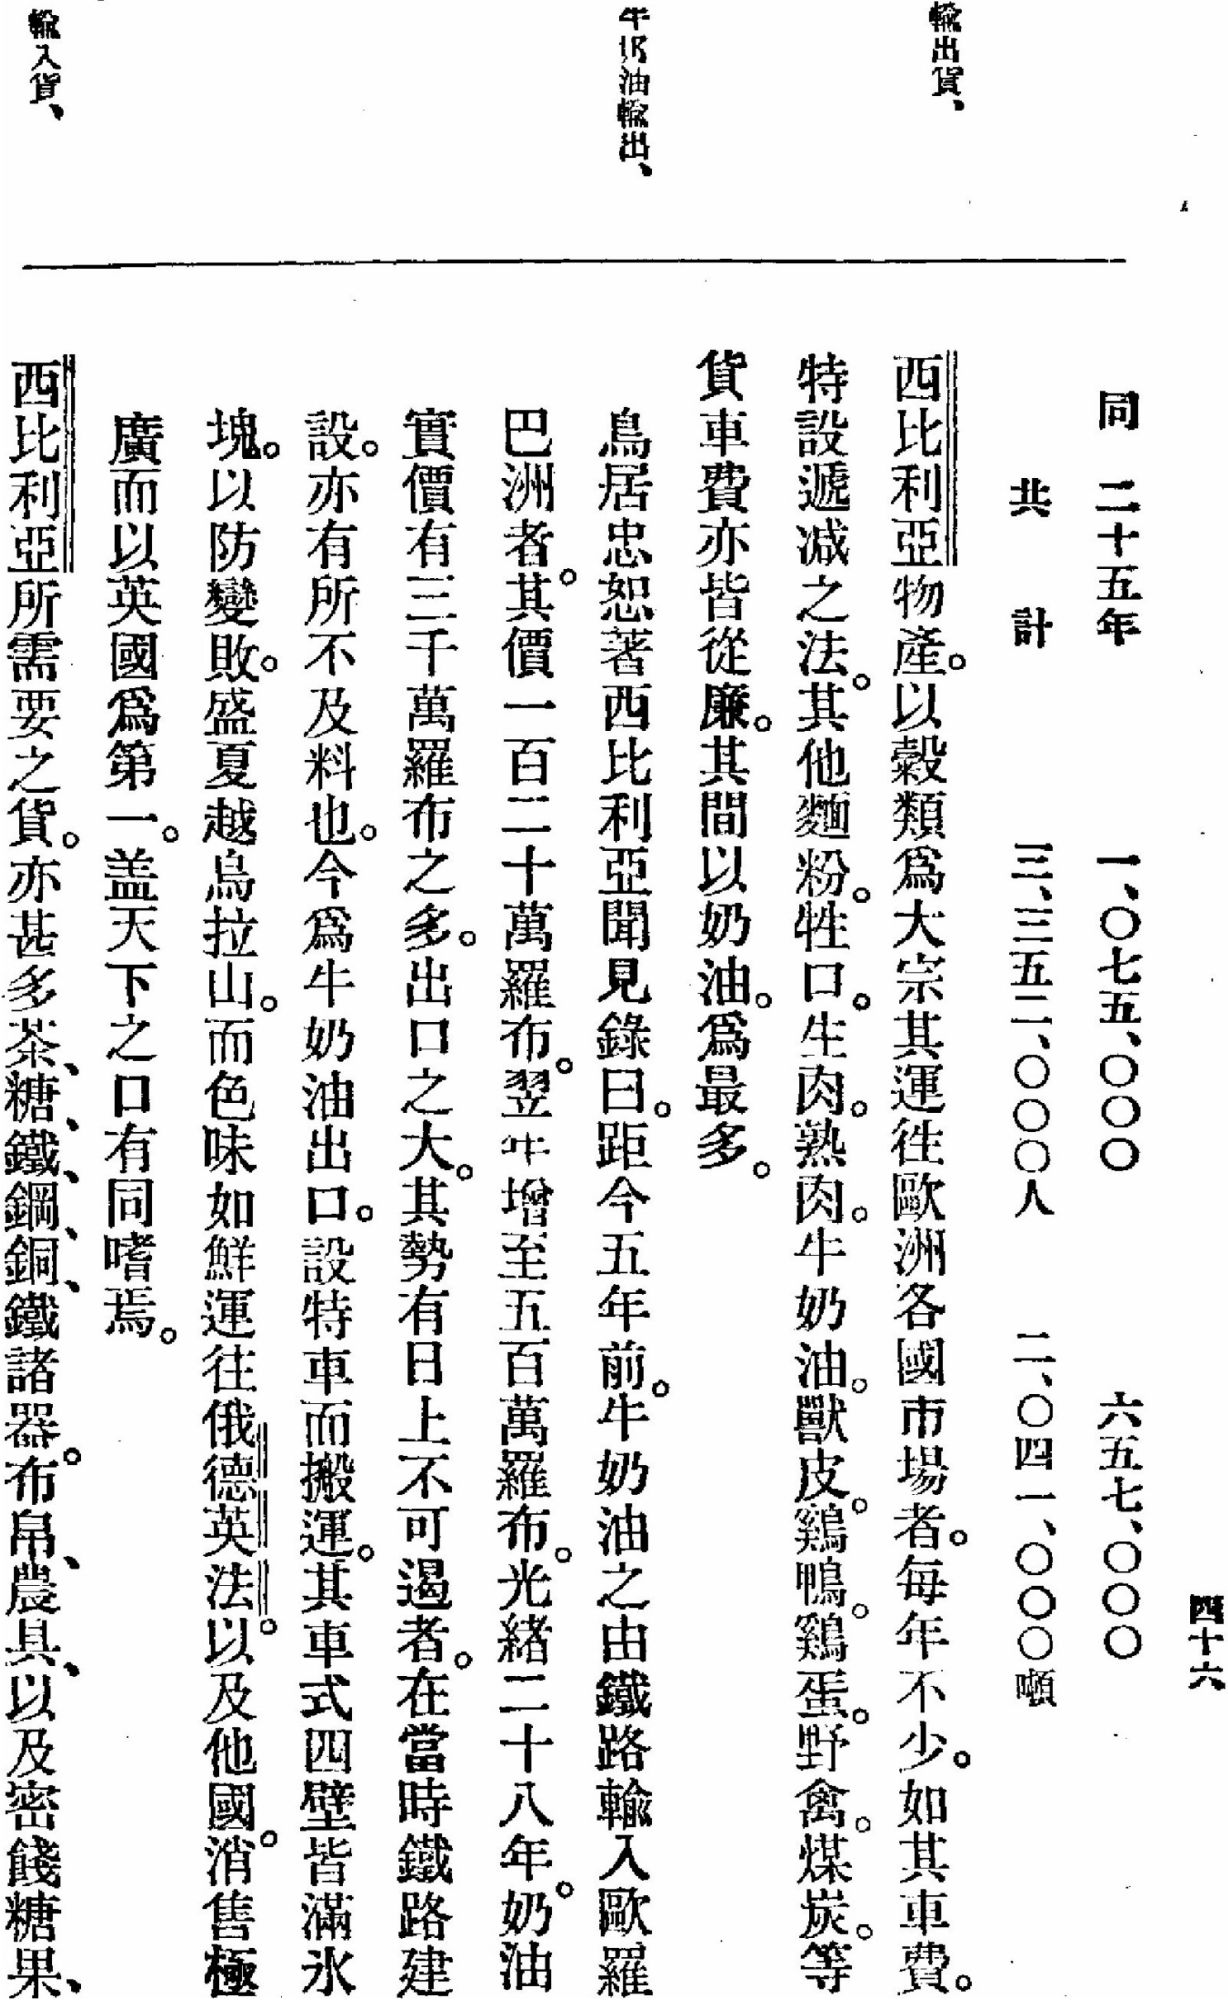 四十六
同 二十五年 一、〇七五、〇〇〇 六五七、〇〇〇
共計 三、三五二、〇〇〇人 二、〇四一、〇〇〇噸
輸出貨、
西比利亞物產。以穀類爲大宗其運往歐洲各國市場者。每年不少。如其車費。
特設遞減之法。其他麵粉。牲口。生肉。熟肉。牛奶油。獸皮。鷄鴨。鷄蛋。野禽。煤炭。等
貨車費亦皆從廉。其間以奶油。爲最多。
牛奶油輸出、
鳥居忠恕著西比利亞聞見錄曰。距今五年前。牛奶油之由鐵路輸入歐羅
巴洲者。其價一百二十萬羅布。翌年增至五百萬羅布。光緒二十八年。奶油
實價有三千萬羅布之多。出口之大。其勢有日上不可遏者。在當時鐵路建
設。亦有所不及料也。今爲牛奶油出口。設特車而搬運。其車式四壁皆滿氷
塊。以防變敗。盛夏越烏拉山。而色味如鮮運往俄德英法。以及他國。消售極
廣而以英國爲第一。盖天下之口有同嗜焉。
輸入貨、
西比利亞所需要之貨。亦甚多茶、糖、鐵、鋼、銅、鐵諸器。布帛、農具、以及密餞糖果、